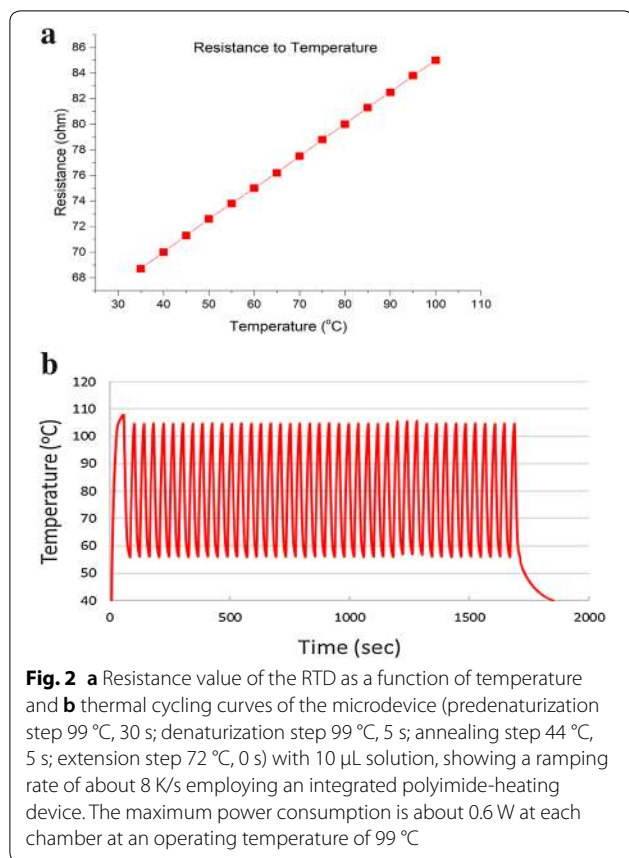 a
Resistance to Temperature
86
84
82
80
78
76
74
72
70
68
Resistance (ohm)
30 40 50 60 70 80 90 100 110
Temperature (°C)
b
120
110
100
90
80
70
60
50
40
Temperature (ºC)
0 500 1000 1500 2000
Time (sec)
Fig. 2 a Resistance value of the RTD as a function of temperature
and b thermal cycling curves of the microdevice (predenaturization
step 99 °C, 30 s; denaturization step 99 °C, 5 s; annealing step 44 °C,
5 s; extension step 72 °C, 0 s) with 10 µL solution, showing a ramping
rate of about 8 K/s employing an integrated polyimide-heating
device. The maximum power consumption is about 0.6 W at each
chamber at an operating temperature of 99 °C